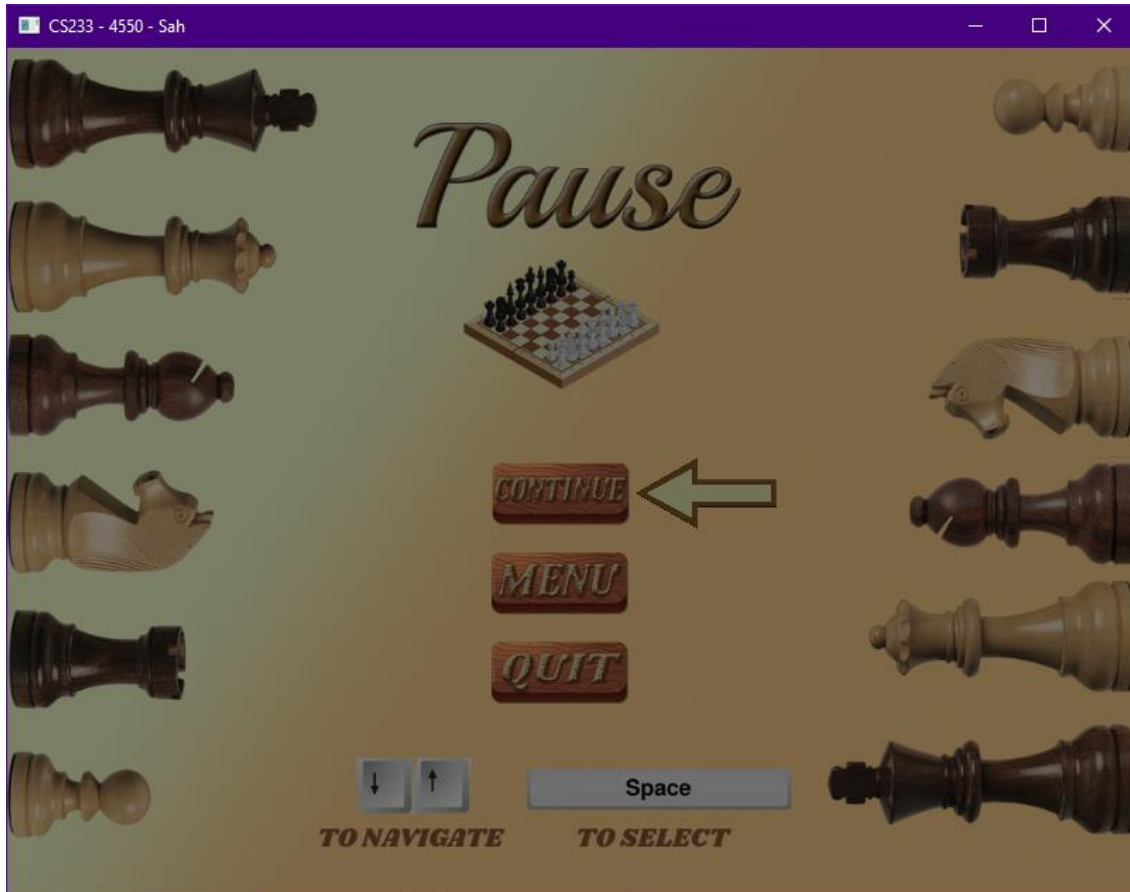 CS233 - 4550 - Sah
Pause
CONTINUE
MENU
QUIT
↓ ↑ Space
TO NAVIGATE TO SELECT